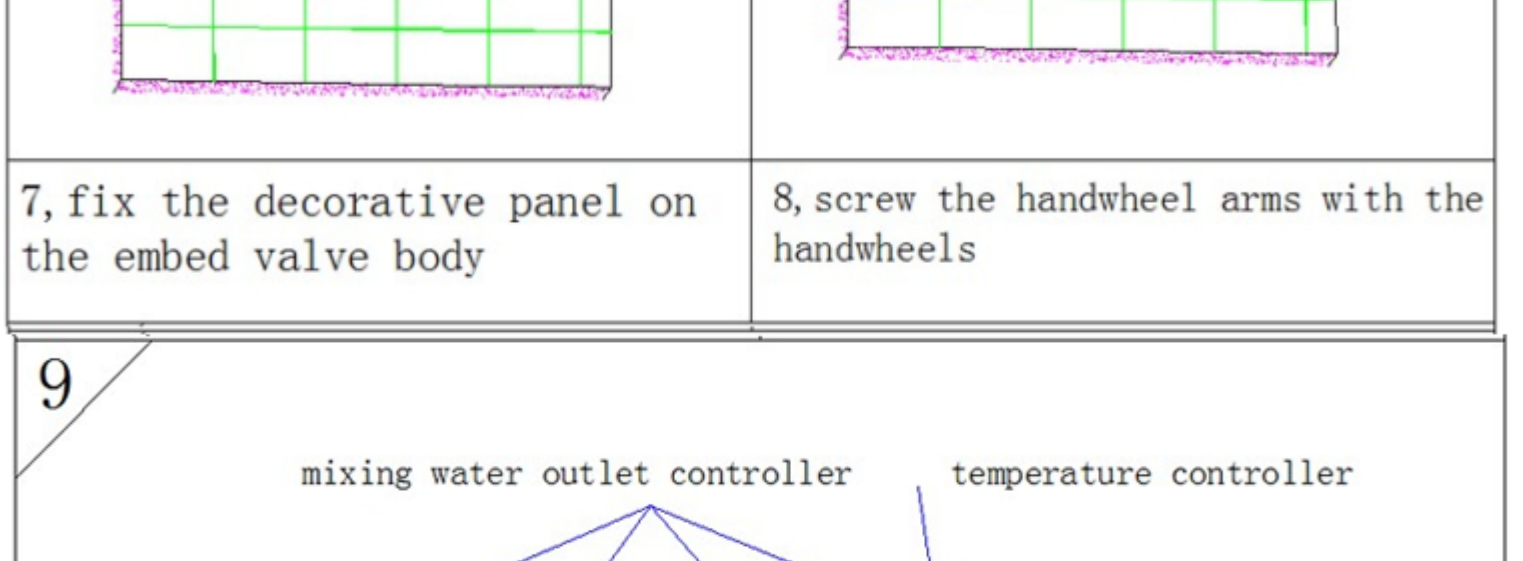 7,fix the decorative panel on
the embed valve body
8,screw the handwheel arms with the
handwheels
9
mixing water outlet controller
temperature controller